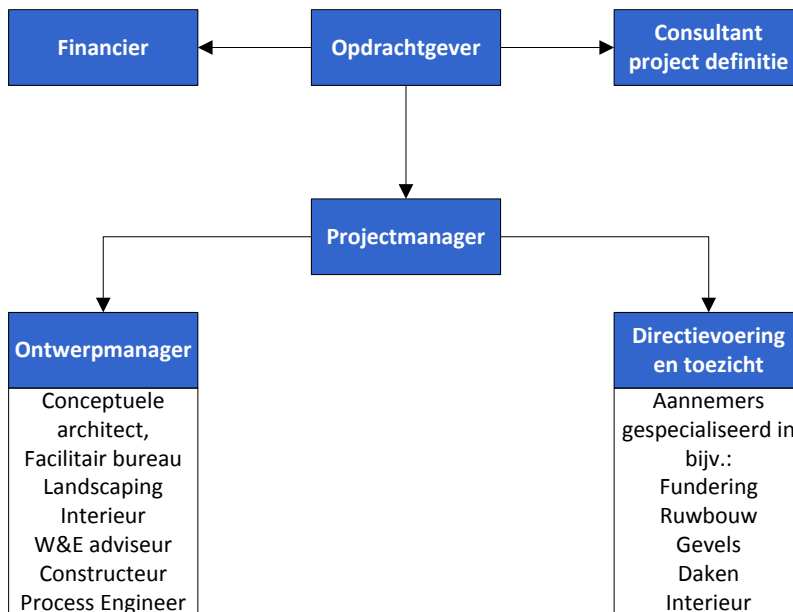 Financier
Opdrachtgever
Consultant
project definitie
Projectmanager
Ontwerpmanager
Conceptuele
architect,
Facilitair bureau
Landscaping
Interieur
W&E adviseur
Constructeur
Process Engineer
Directievoering
en toezicht
Aannemers
gespecialiseerd in
bijv.:
Fundering
Ruwbouw
Gevels
Daken
Interieur